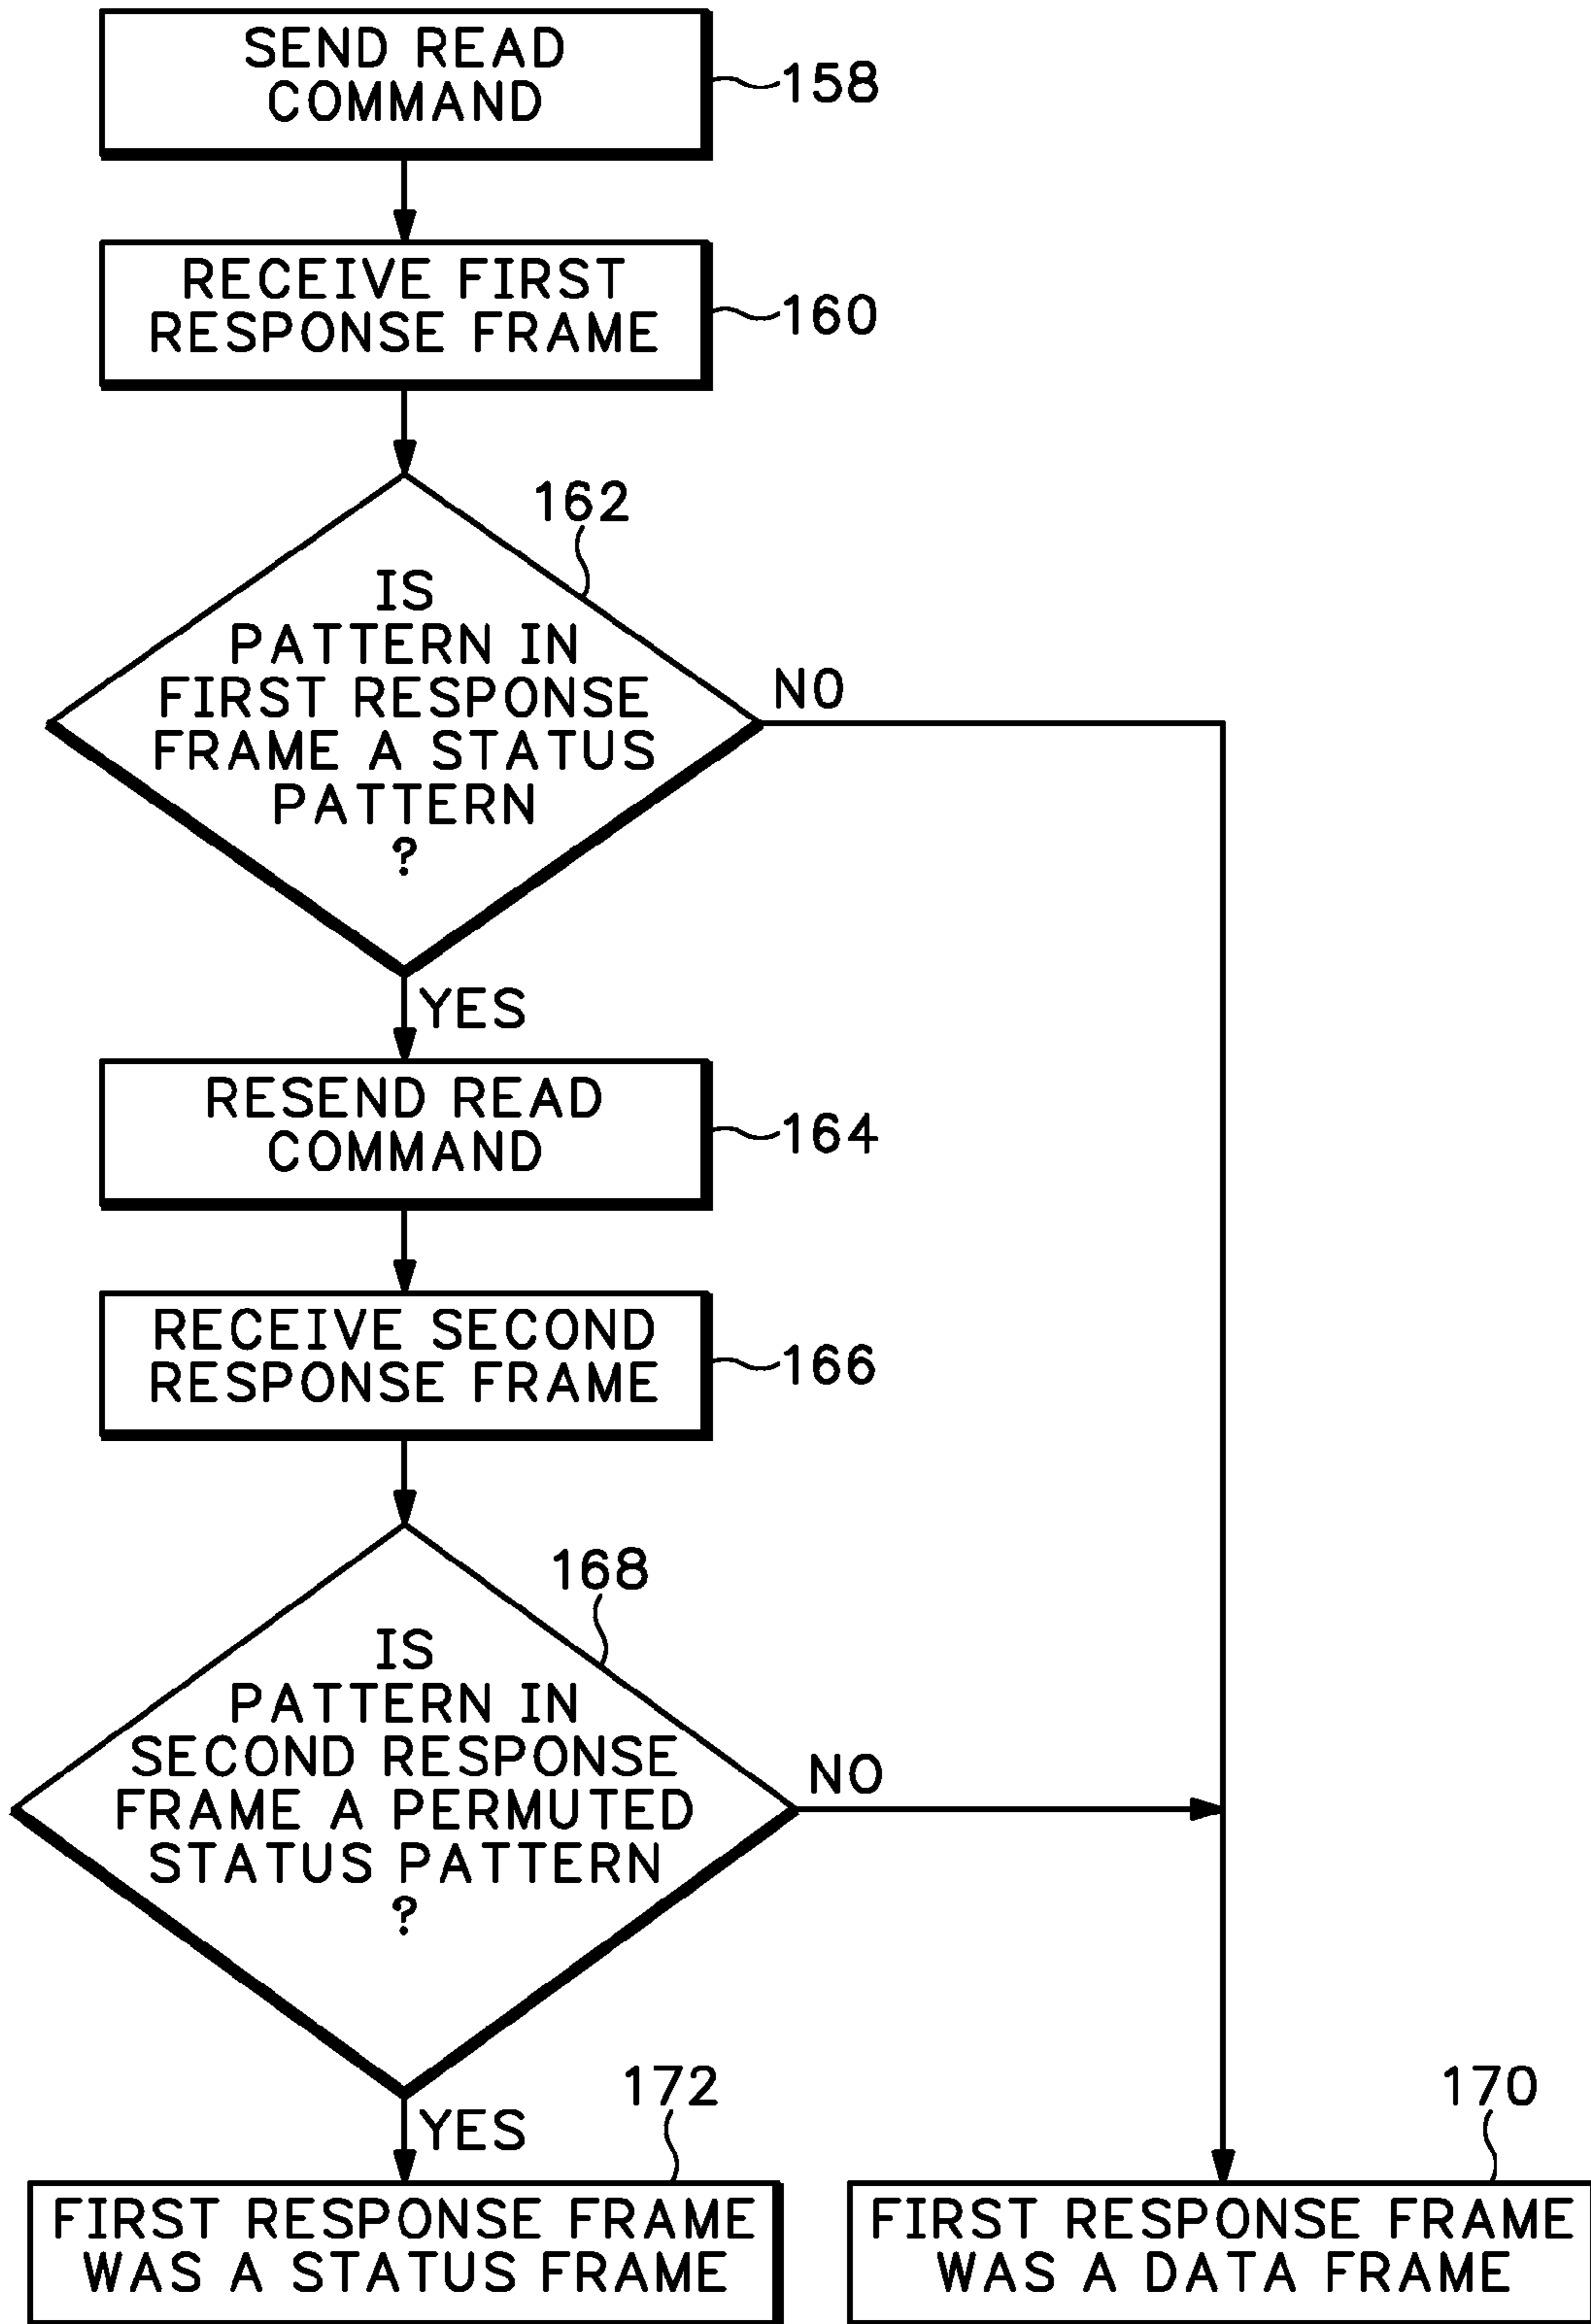 SEND READ
COMMAND
158
RECEIVE FIRST
RESPONSE FRAME
160
162
IS
PATTERN IN
FIRST RESPONSE
FRAME A STATUS
PATTERN
?
NO
YES
RESEND READ
COMMAND
164
RECEIVE SECOND
RESPONSE FRAME
166
168
IS
PATTERN IN
SECOND RESPONSE
FRAME A PERMUTED
STATUS PATTERN
?
NO
YES
172
FIRST RESPONSE FRAME
WAS A STATUS FRAME
170
FIRST RESPONSE FRAME
WAS A DATA FRAME